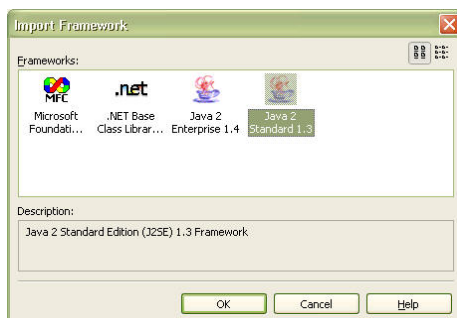 Import Framework
Frameworks:
MFC
.net
Microsoft
Foundati...
.NET Base
Class Librar...
Java 2
Enterprise 1.4
Java 2
Standard 1.3
Description:
Java 2 Standard Edition (J2SE) 1.3 Framework
OK
Cancel
Help